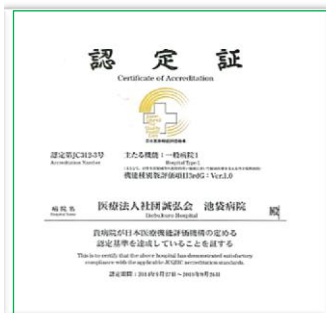 認定証
Certificate of Accreditation
認定第JC312-3号
Accreditation Number
主たる機能：一般病院1
Hospital Type 1
機能種別版評価項目3rdG：Ver.1.0
病院名
Hospital Name
医療法人社団誠弘会 池袋病院
Ikebukuro Hospital
殿
貴病院が日本医療機能評価機構の定める
認定基準を達成していることを証する
This is to certify that the above hospital has demonstrated satisfactory
compliance with the applicable JCQHC accreditation standards.